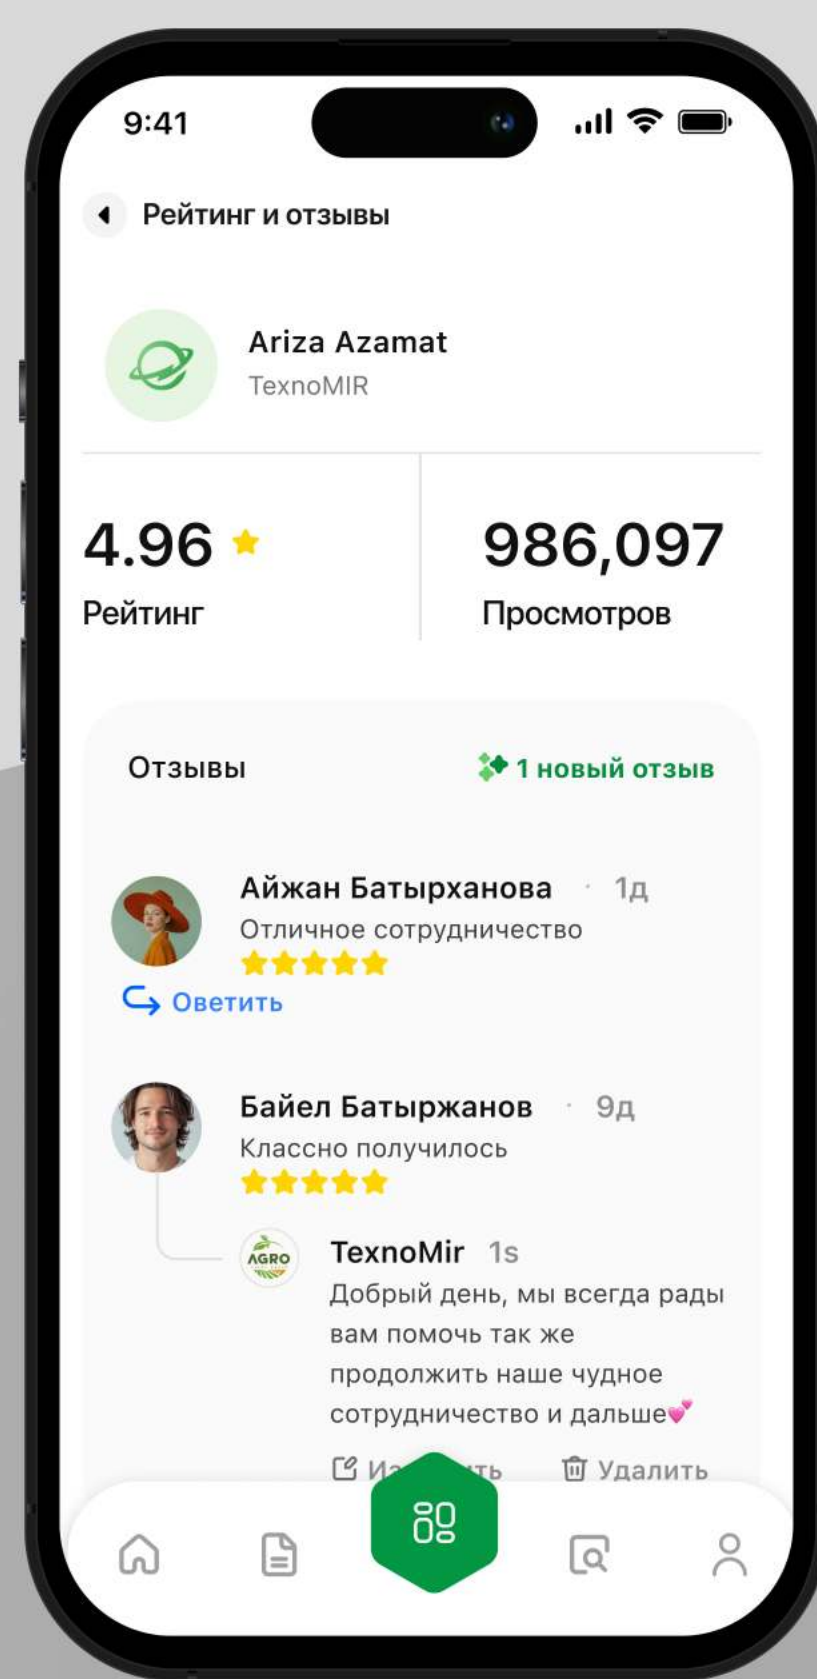 9:41
Рейтинг и отзывы
Ariza Azamat
TexnoMIR
4.96
986,097
Рейтинг
Просмотров
Отзывы
1 новый отзыв
Айжан Батырханова · 1д
Отличное сотрудничество
Оветить
Байел Батыржанов · 9д
Классно получилось
AGRO
TexnoMir 1s
Добрый день, мы всегда рады
вам помочь так же
продолжить наше чудное
сотрудничество и дальше💕
Удалить